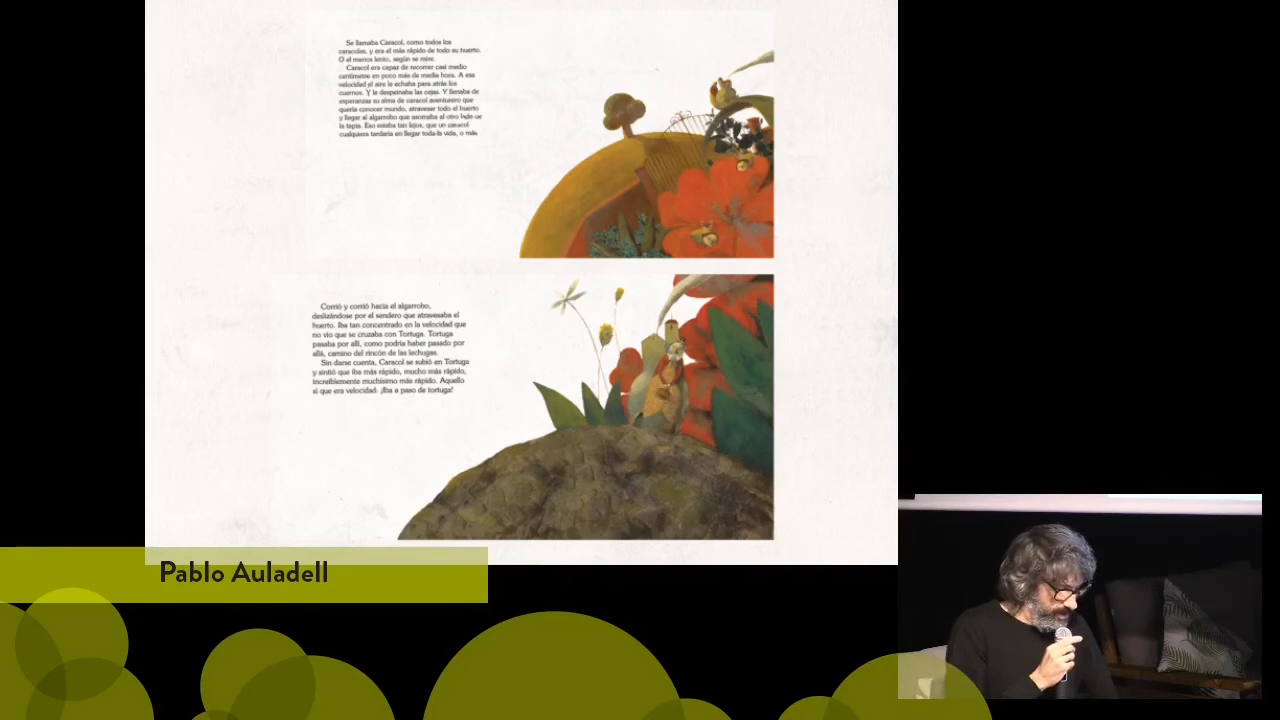 Se llamaba Caracol, como todos los
caracoles, y era el más rápido de todo su huerto.
O el menos lento, según se mire.
Caracol era capaz de recorrer casi medio
centímetro en poco más de media hora. A esa
velocidad el aire le echaba para atrás los
cuernos. Y le despeinaba las cejas. Y llenaba de
esperanzas su alma de caracol aventurero que
quería conocer mundo, atravesar todo el huerto
y llegar al algarrobo que asomaba al otro lado de
la tapia. Eso estaba tan lejos, que un caracol
cualquiera tardaría en llegar toda la vida, o más.
Corrió y corrió hacia el algarrobo,
deslizándose por el sendero que atravesaba el
huerto. Iba tan concentrado en la velocidad que
no vio que se cruzaba con Tortuga. Tortuga
pasaba por allí, como podría haber pasado por
allá, camino del rincón de las lechugas.
Sin darse cuenta, Caracol se subió en Tortuga
y sintió que iba más rápido, mucho más rápido,
increíblemente muchísimo más rápido. Aquello
sí que era velocidad. ¡Iba a paso de tortuga!
Pablo Auladell